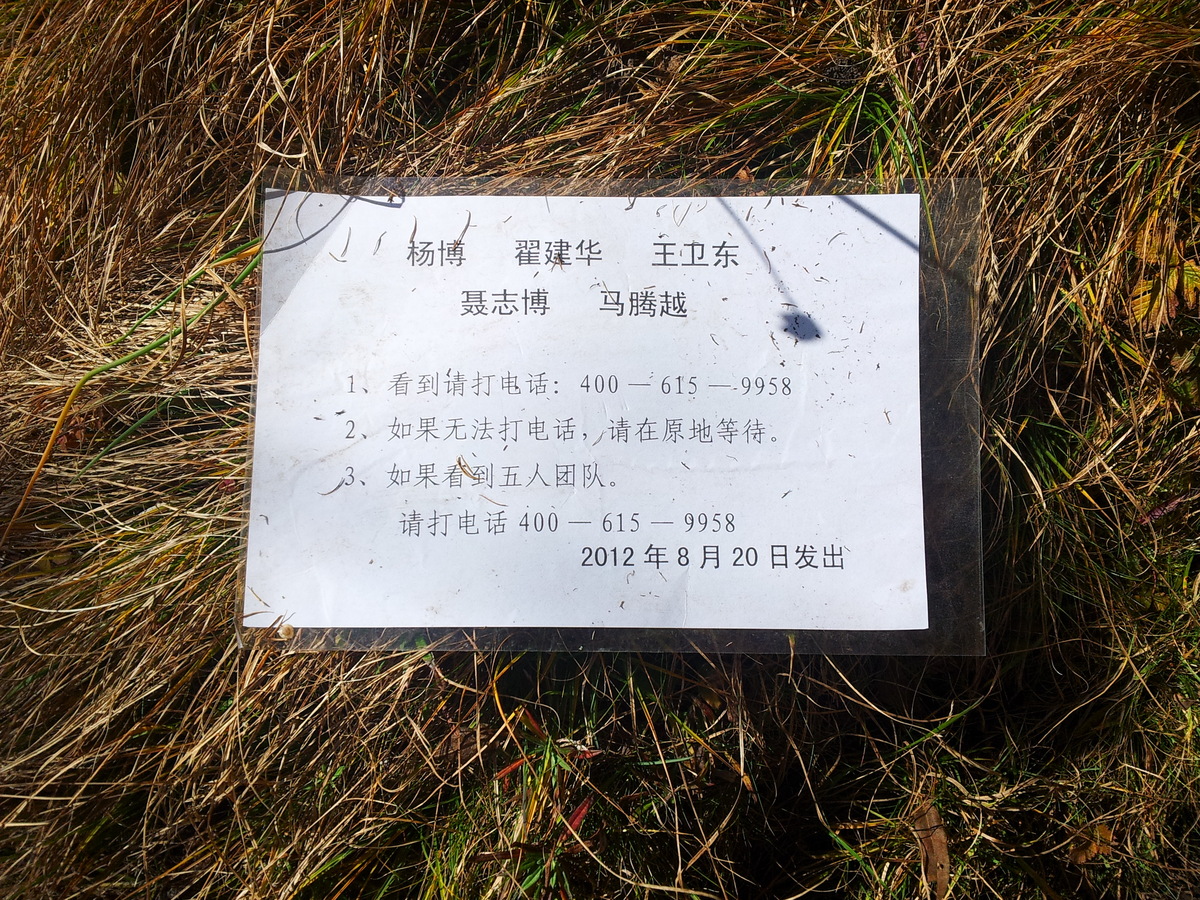 杨博 翟建华 王卫东
聂志博 马腾越
1、看到请打电话：400—615—9958
2、如果无法打电话，请在原地等待。
3、如果看到五人团队。
请打电话 400—615—9958
2012 年 8 月 20 日发出